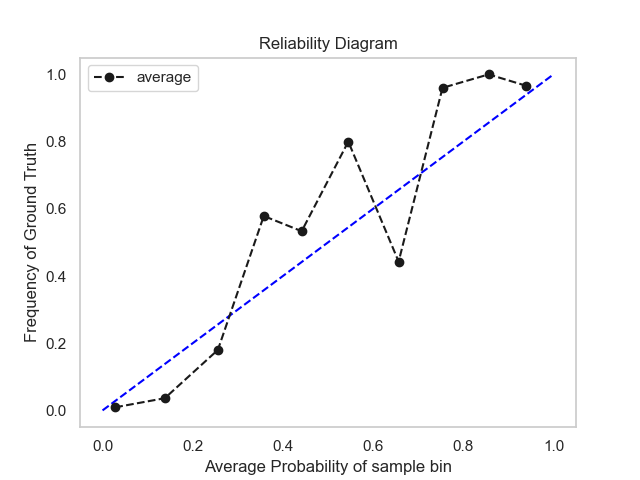 Reliability Diagram
average
Frequency of Ground Truth
1.0
0.8
0.6
0.4
0.2
0.0
0.0 0.2 0.4 0.6 0.8 1.0
Average Probability of sample bin